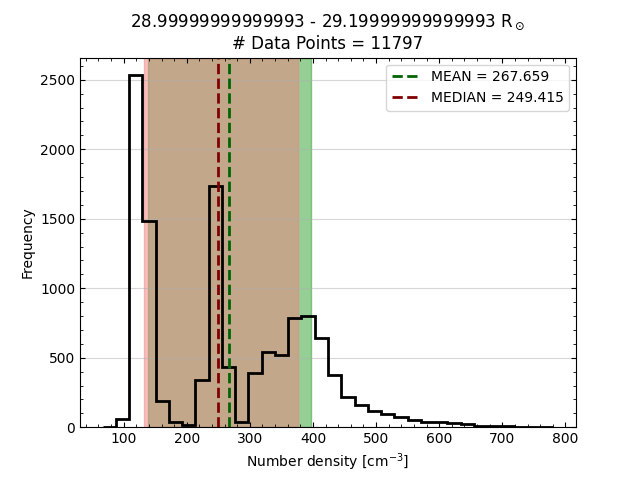 28.99999999999993 - 29.19999999999993 R⊙
# Data Points = 11797
MEAN = 267.659
MEDIAN = 249.415
Frequency
2500
2000
1500
1000
500
0
100 200 300 400 500 600 700 800
Number density [cm⁻³]